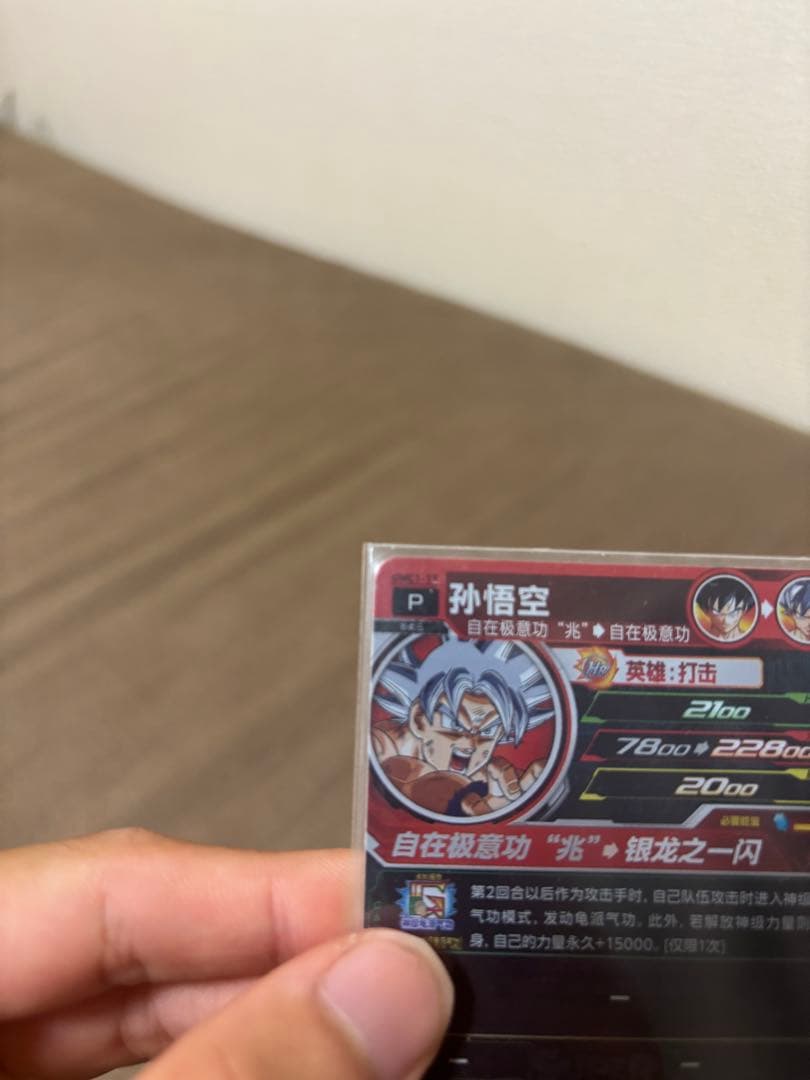 P
孙悟空
自在极意功 “兆”➡自在极意功
英雄:打击
2100
7800➡22800
2000
自在极意功 “兆”➡银龙之一闪
第2回合以后作为攻击手时, 自己队伍攻击时进入神级
气功模式, 发动龟派气功。此外, 若解放神级力量
身, 自己的力量永久+15000。[仅限1次]